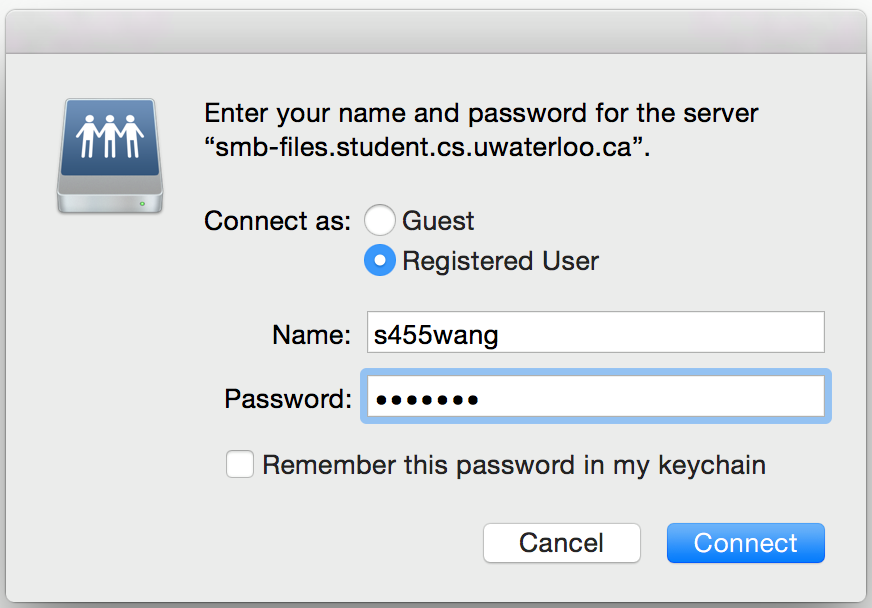 Enter your name and password for the server
“smb-files.student.cs.uwaterloo.ca”.
Connect as: Guest
Registered User
Name: s455wang
Password: •••••••
Remember this password in my keychain
Cancel Connect